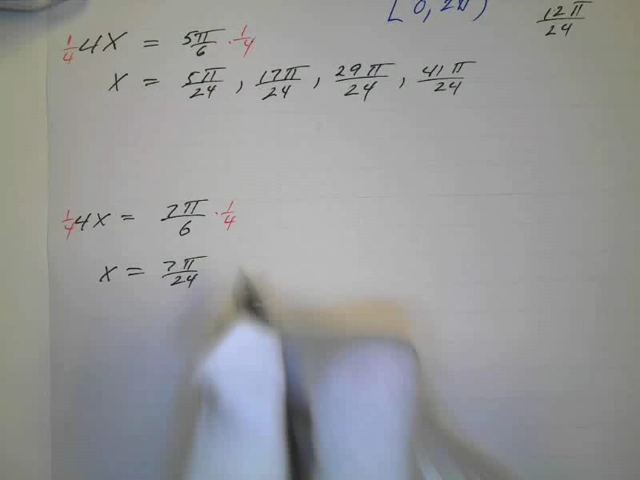 [0, 2π)
12π/24
1/4 4x = 5π/6 · 1/4
x = 5π/24, 17π/24, 29π/24, 41π/24
1/4 4x = 7π/6 · 1/4
x = 7π/24